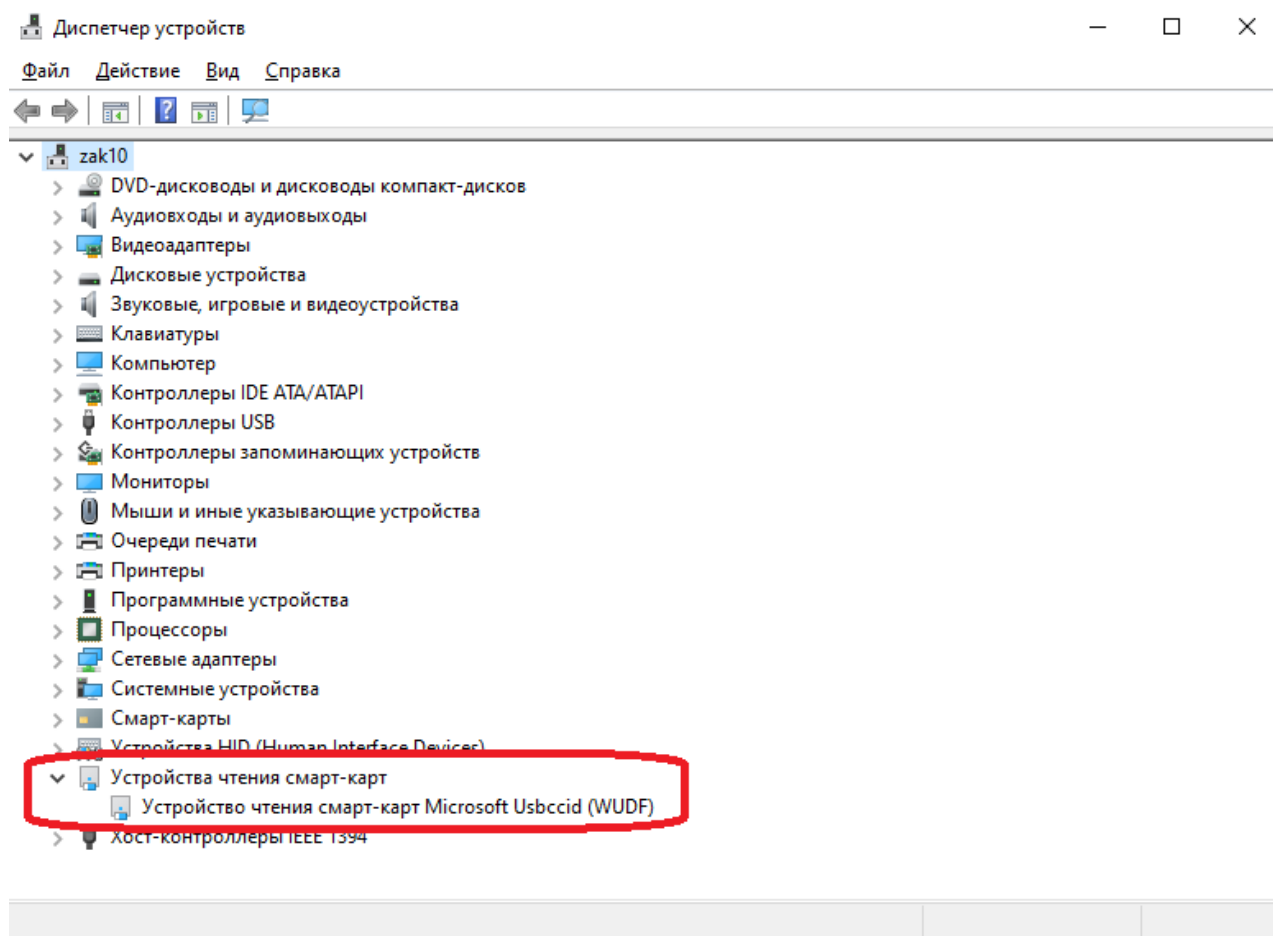 Диспетчер устройств
Файл Действие Вид Справка
zak10
DVD-дисководы и дисководы компакт-дисков
Аудиовходы и аудиовыходы
Видеоадаптеры
Дисковые устройства
Звуковые, игровые и видеоустройства
Клавиатуры
Компьютер
Контроллеры IDE ATA/ATAPI
Контроллеры USB
Контроллеры запоминающих устройств
Мониторы
Мыши и иные указывающие устройства
Очереди печати
Принтеры
Программные устройства
Процессоры
Сетевые адаптеры
Системные устройства
Смарт-карты
Устройства HID (Human Interface Devices)
Устройства чтения смарт-карт
Устройство чтения смарт-карт Microsoft Usbccid (WUDF)
Хост-контроллеры IEEE 1394